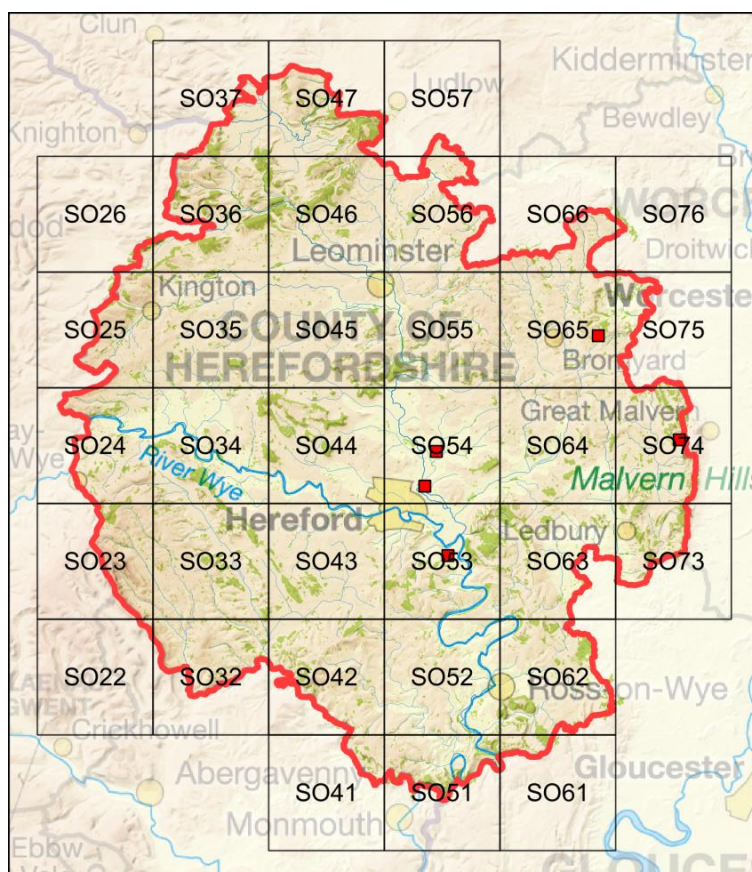 Clun
Kidderminster
SO37 SO47 SO57
Ludlow
Knighton
Bewdley
SO26 SO36 SO46 SO56 SO66 SO76
Leominster
Droitwich
Kington
Worcester
SO25 SO35 SO45 SO55 SO65 SO75
COUNTY OF
HEREFORDSHIRE
Bromyard
Great Malvern
SO24 SO34 SO44 SO54 SO64 SO74
Wye
River Wye
Malvern Hills
Hereford
Ledbury
SO23 SO33 SO43 SO53 SO63 SO73
SO22 SO32 SO42 SO52 SO62
Ross-on-Wye
Crickhowell
Abergavenny
Gloucester
SO41 SO51 SO61
Monmouth
Ebbw